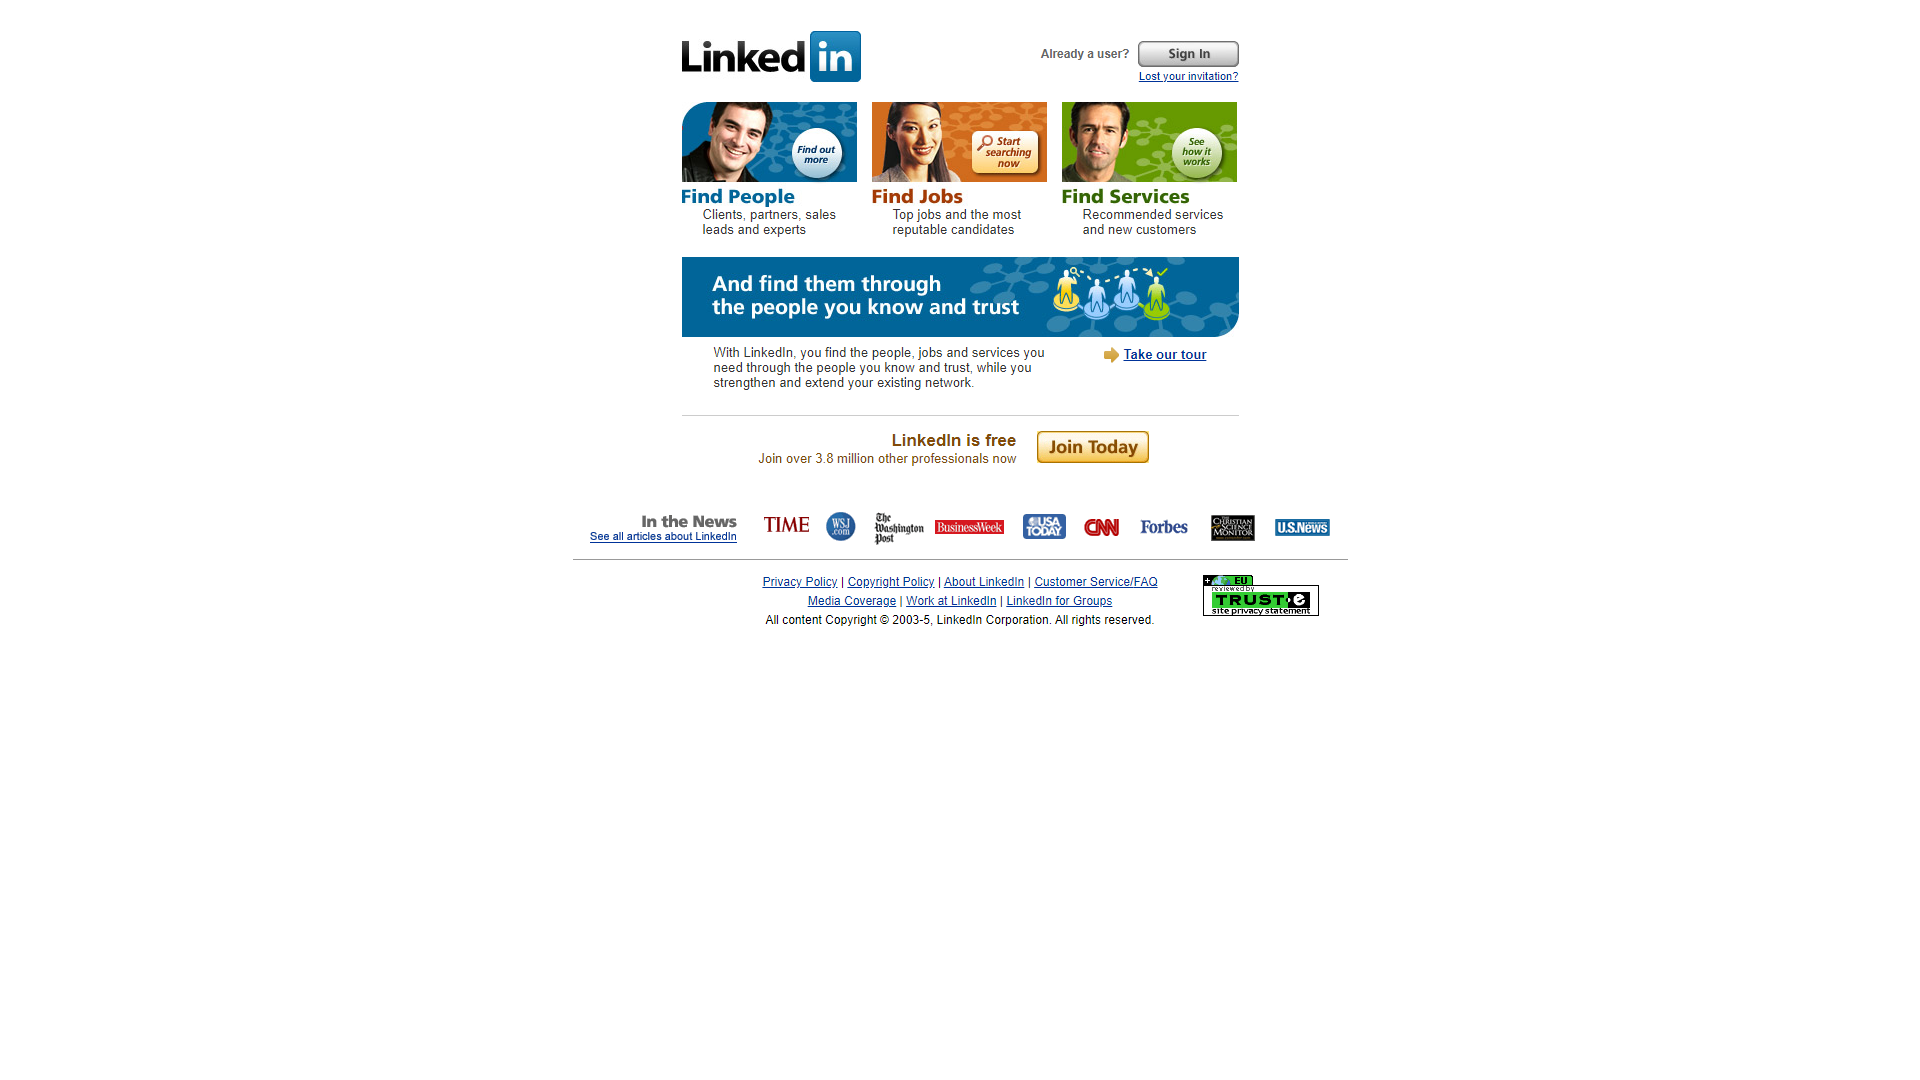 Linked in
Already a user? Sign In
Lost your invitation?
Find out
more
Start
searching
now
See
how it
works
Find People
Clients, partners, sales
leads and experts
Find Jobs
Top jobs and the most
reputable candidates
Find Services
Recommended services
and new customers
And find them through
the people you know and trust
With LinkedIn, you find the people, jobs and services you
need through the people you know and trust, while you
strengthen and extend your existing network.
Take our tour
LinkedIn is free
Join over 3.8 million other professionals now
Join Today
In the News
See all articles about LinkedIn
TIME
WSJ
.com
The
Washington
Post
BusinessWeek
USA
TODAY
CNN
Forbes
THE
CHRISTIAN
SCIENCE
MONITOR
U.S.News
Privacy Policy | Copyright Policy | About LinkedIn | Customer Service/FAQ
Media Coverage | Work at LinkedIn | LinkedIn for Groups
All content Copyright © 2003-5, LinkedIn Corporation. All rights reserved.
+ EU
reviewed by
TRUST e
site privacy statement